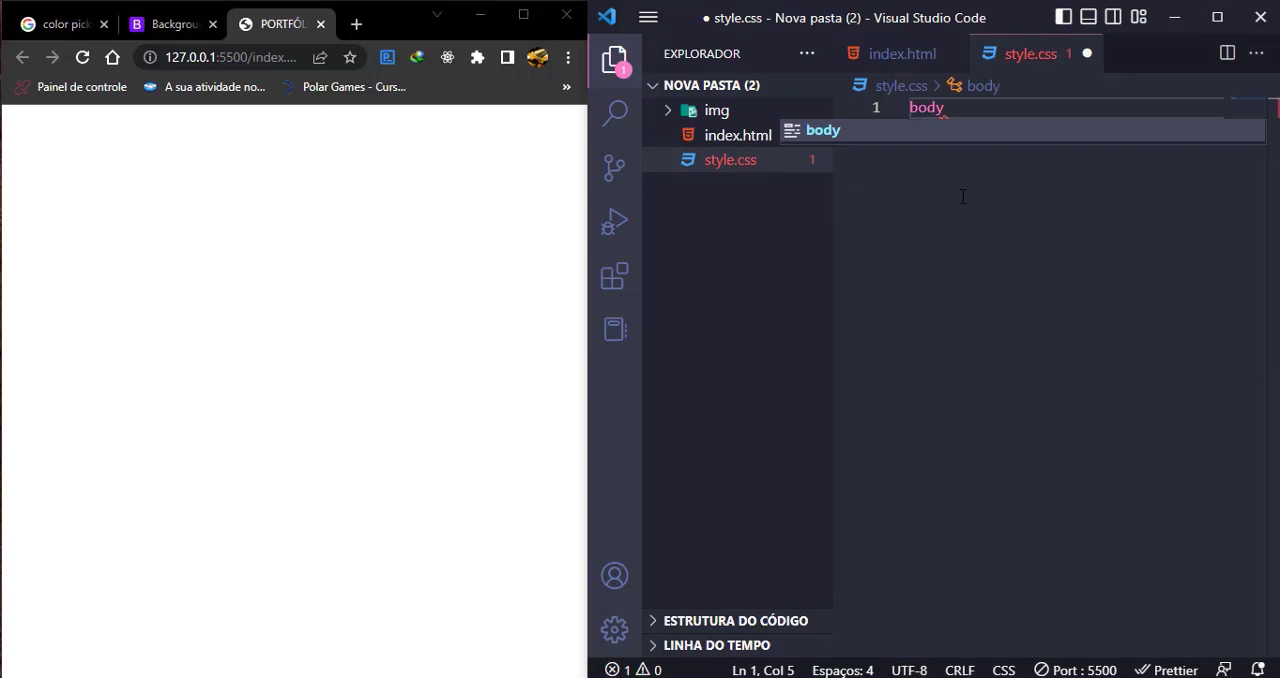 color pick
Backgrou
PORTFÓL
127.0.0.1:5500/index....
Painel de controle
A sua atividade no...
Polar Games - Curs...
»
● style.css - Nova pasta (2) - Visual Studio Code
EXPLORADOR
index.html
style.css 1
NOVA PASTA (2)
style.css > body
img
1 body
index.html
body
style.css 1
1
ESTRUTURA DO CÓDIGO
LINHA DO TEMPO
1 0
Ln 1, Col 5
Espaços: 4
UTF-8
CRLF
CSS
Port : 5500
Prettier